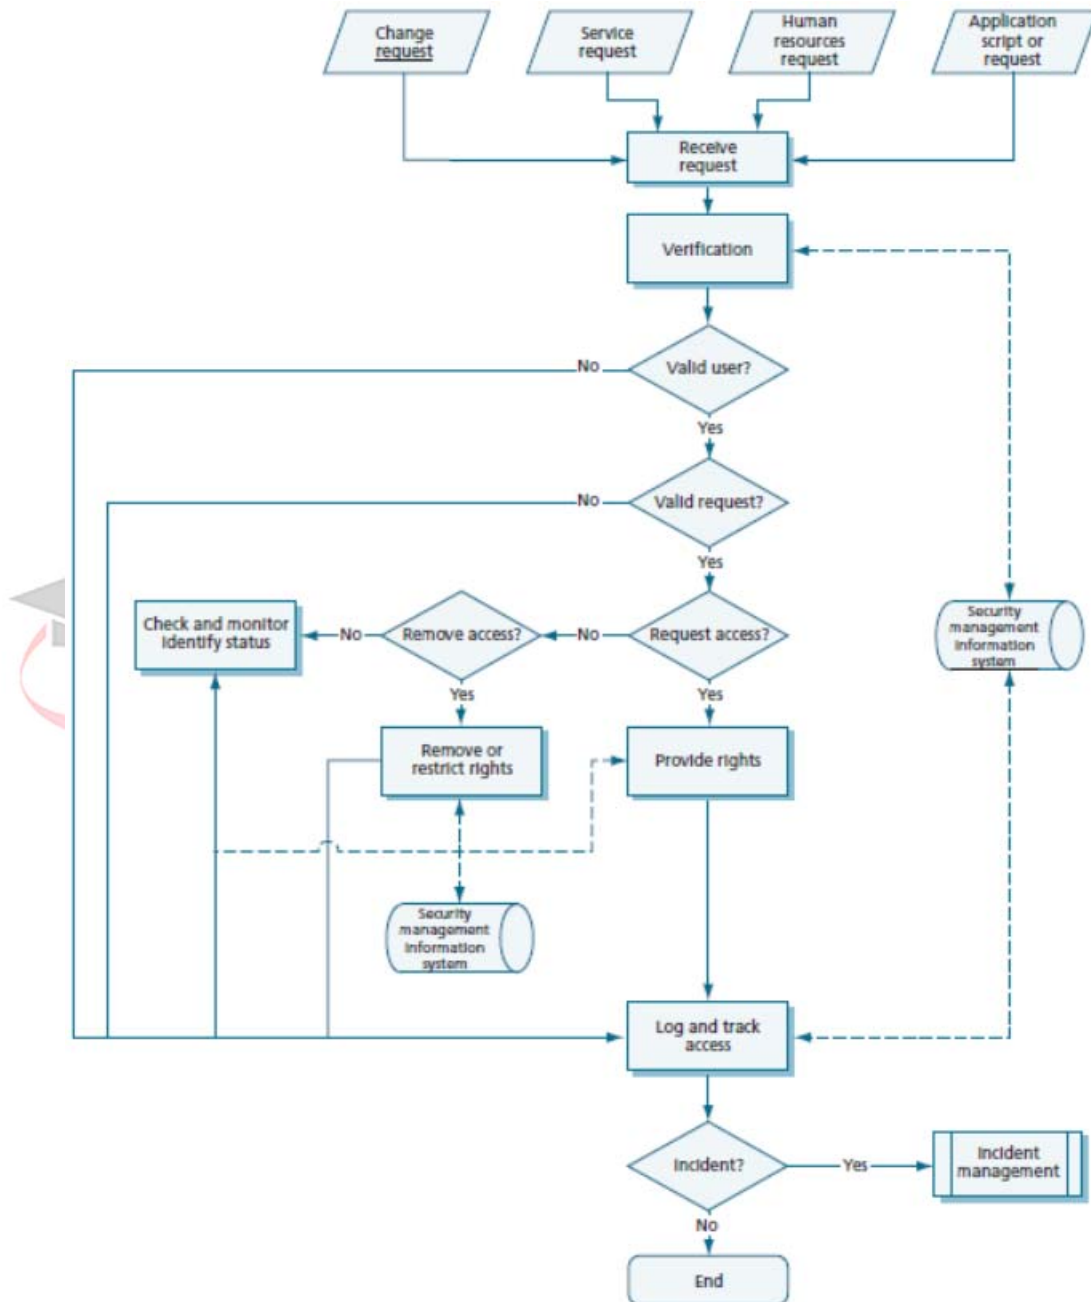 Change
request
Service
request
Human
resources
request
Application
script or
request
Receive
request
Verification
Valid user?
No
Yes
Valid request?
No
Yes
Check and monitor
identify status
No
Remove access?
No
Request access?
Security
management
information
system
Yes
Yes
Remove or
restrict rights
Provide rights
Security
management
information
system
Log and track
access
Incident?
Yes
Incident
management
No
End